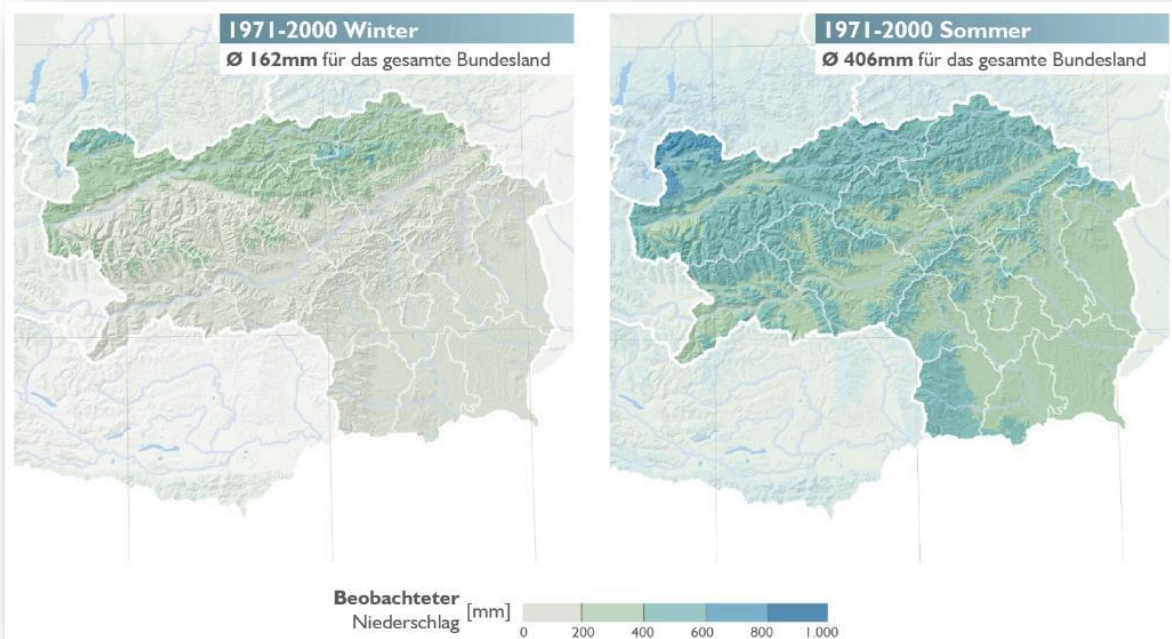 1971-2000 Winter
Ø 162mm für das gesamte Bundesland
1971-2000 Sommer
Ø 406mm für das gesamte Bundesland
Beobachteter
Niederschlag
[mm]
0 200 400 600 800 1.000